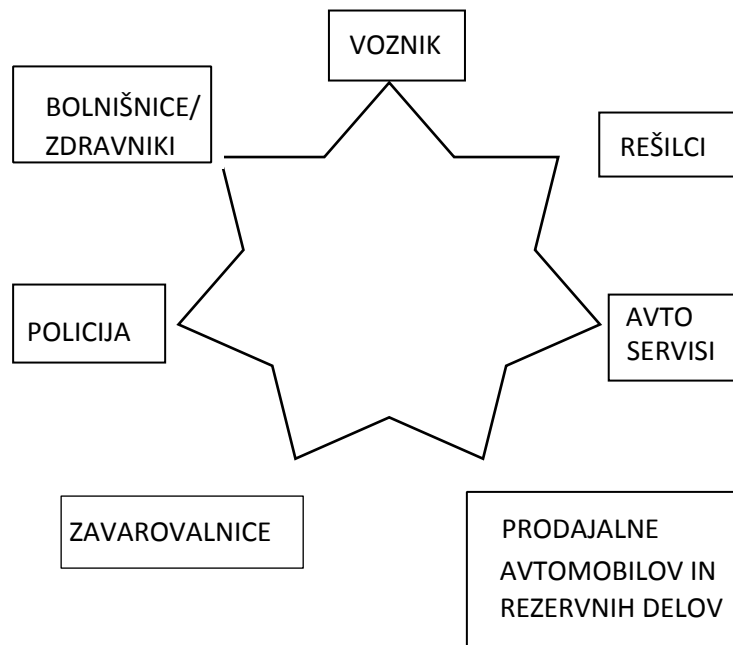 VOZNIK
BOLNIŠNICE/
ZDRAVNIKI
REŠILCI
POLICIJA
AVTO
SERVISI
ZAVAROVALNICE
PRODAJALNE
AVTOMOBILOV IN
REZERVNIH DELOV